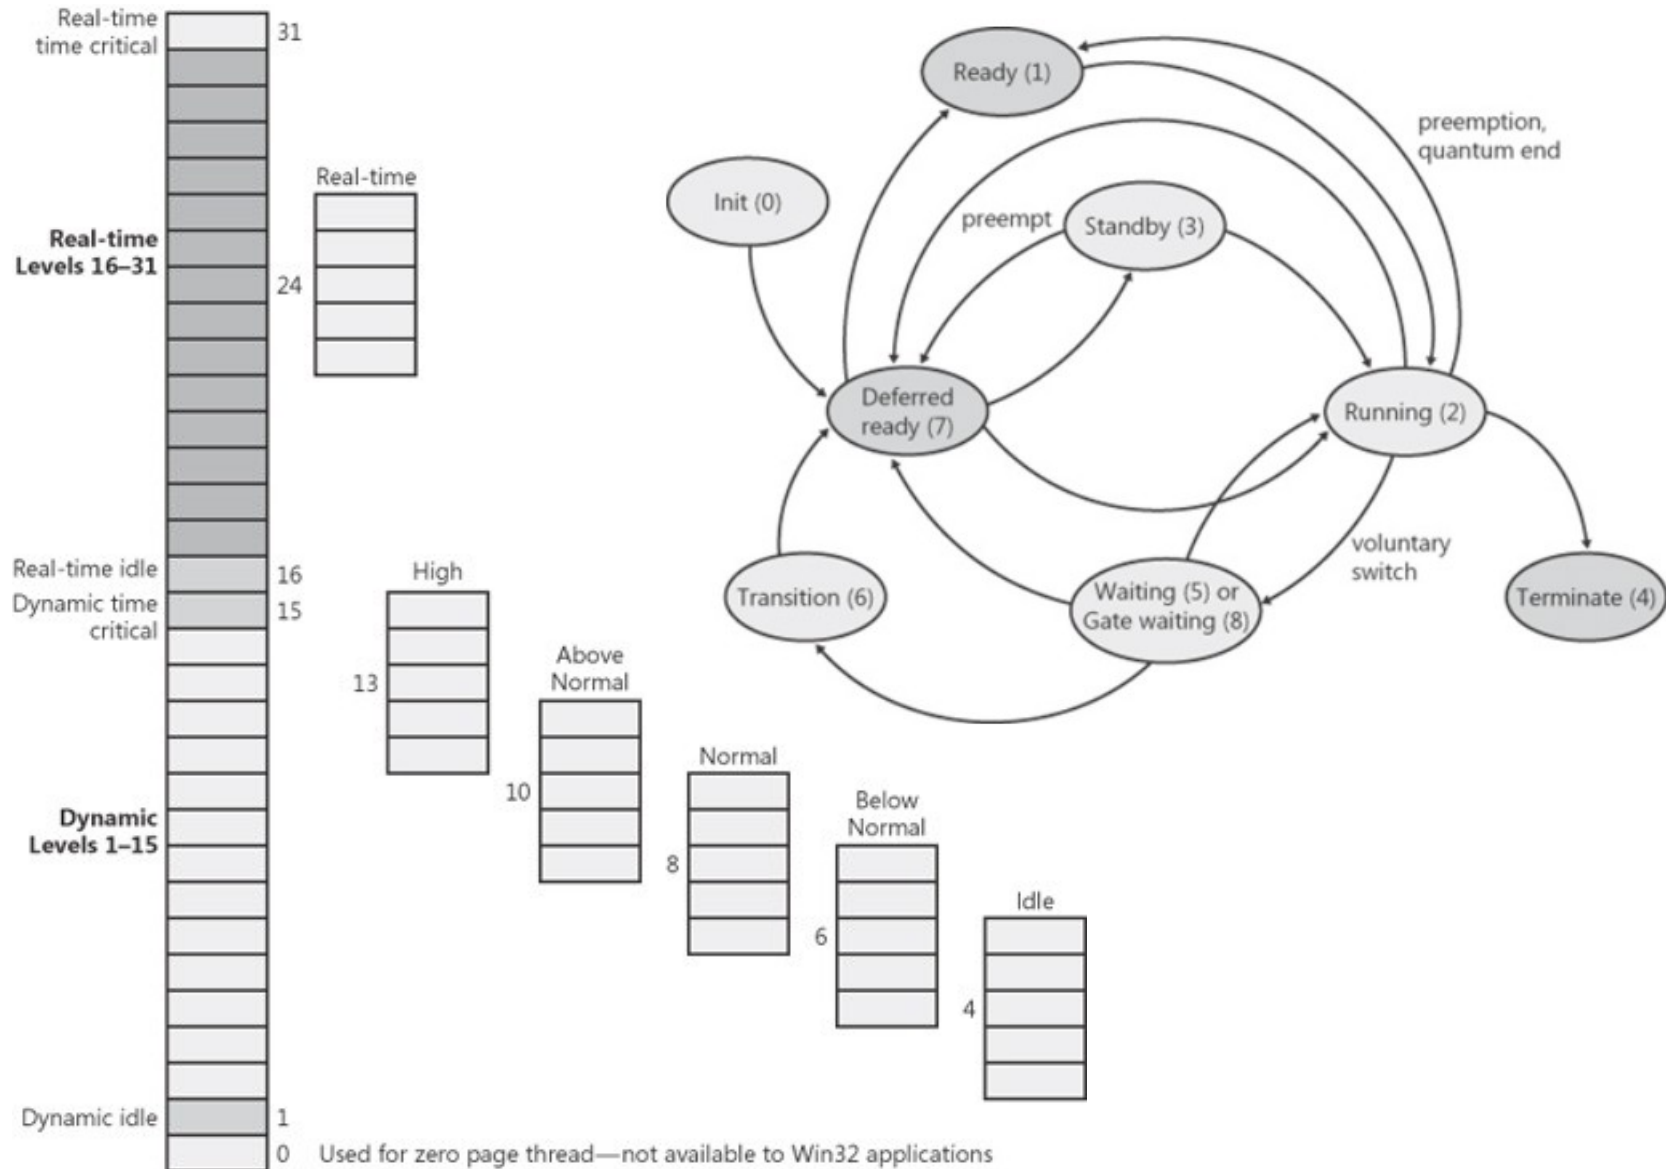 Real-time
time critical
31
Real-time
Real-time
Levels 16–31
24
Real-time idle
16
Dynamic time
critical
15
High
13
Above
Normal
10
Normal
Dynamic
Levels 1–15
8
Below
Normal
6
Idle
4
Dynamic idle
1
0
Used for zero page thread—not available to Win32 applications
Ready (1)
preemption,
quantum end
Init (0)
preempt
Standby (3)
Deferred
ready (7)
Running (2)
voluntary
switch
Transition (6)
Waiting (5) or
Gate waiting (8)
Terminate (4)